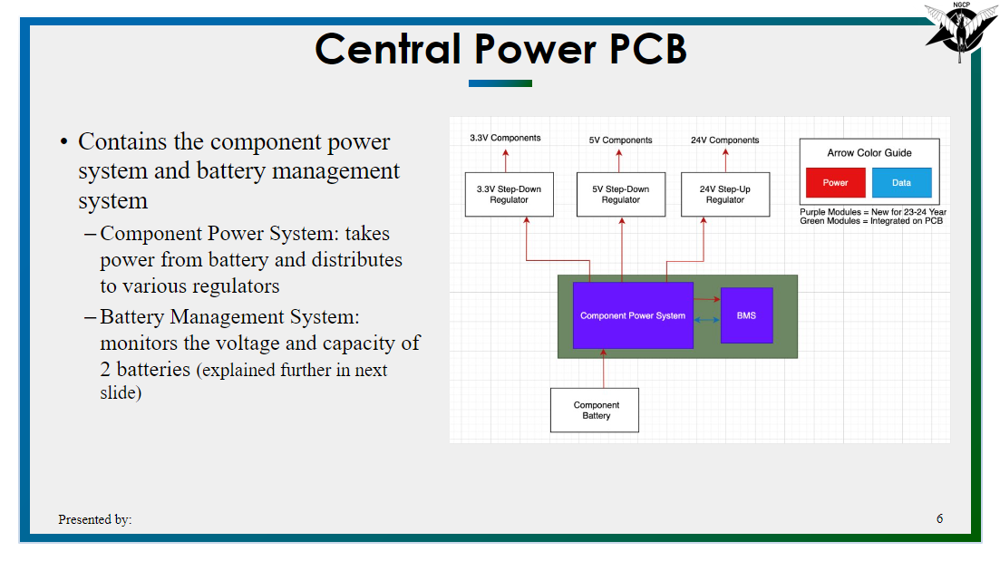 NGCP
Central Power PCB
• Contains the component power
system and battery management
system
– Component Power System: takes
power from battery and distributes
to various regulators
– Battery Management System:
monitors the voltage and capacity of
2 batteries (explained further in next
slide)
3.3V Components
5V Components
24V Components
3.3V Step-Down
Regulator
5V Step-Down
Regulator
24V Step-Up
Regulator
Arrow Color Guide
Power
Data
Purple Modules = New for 23-24 Year
Green Modules = Integrated on PCB
Component Power System
BMS
Component
Battery
Presented by:
6